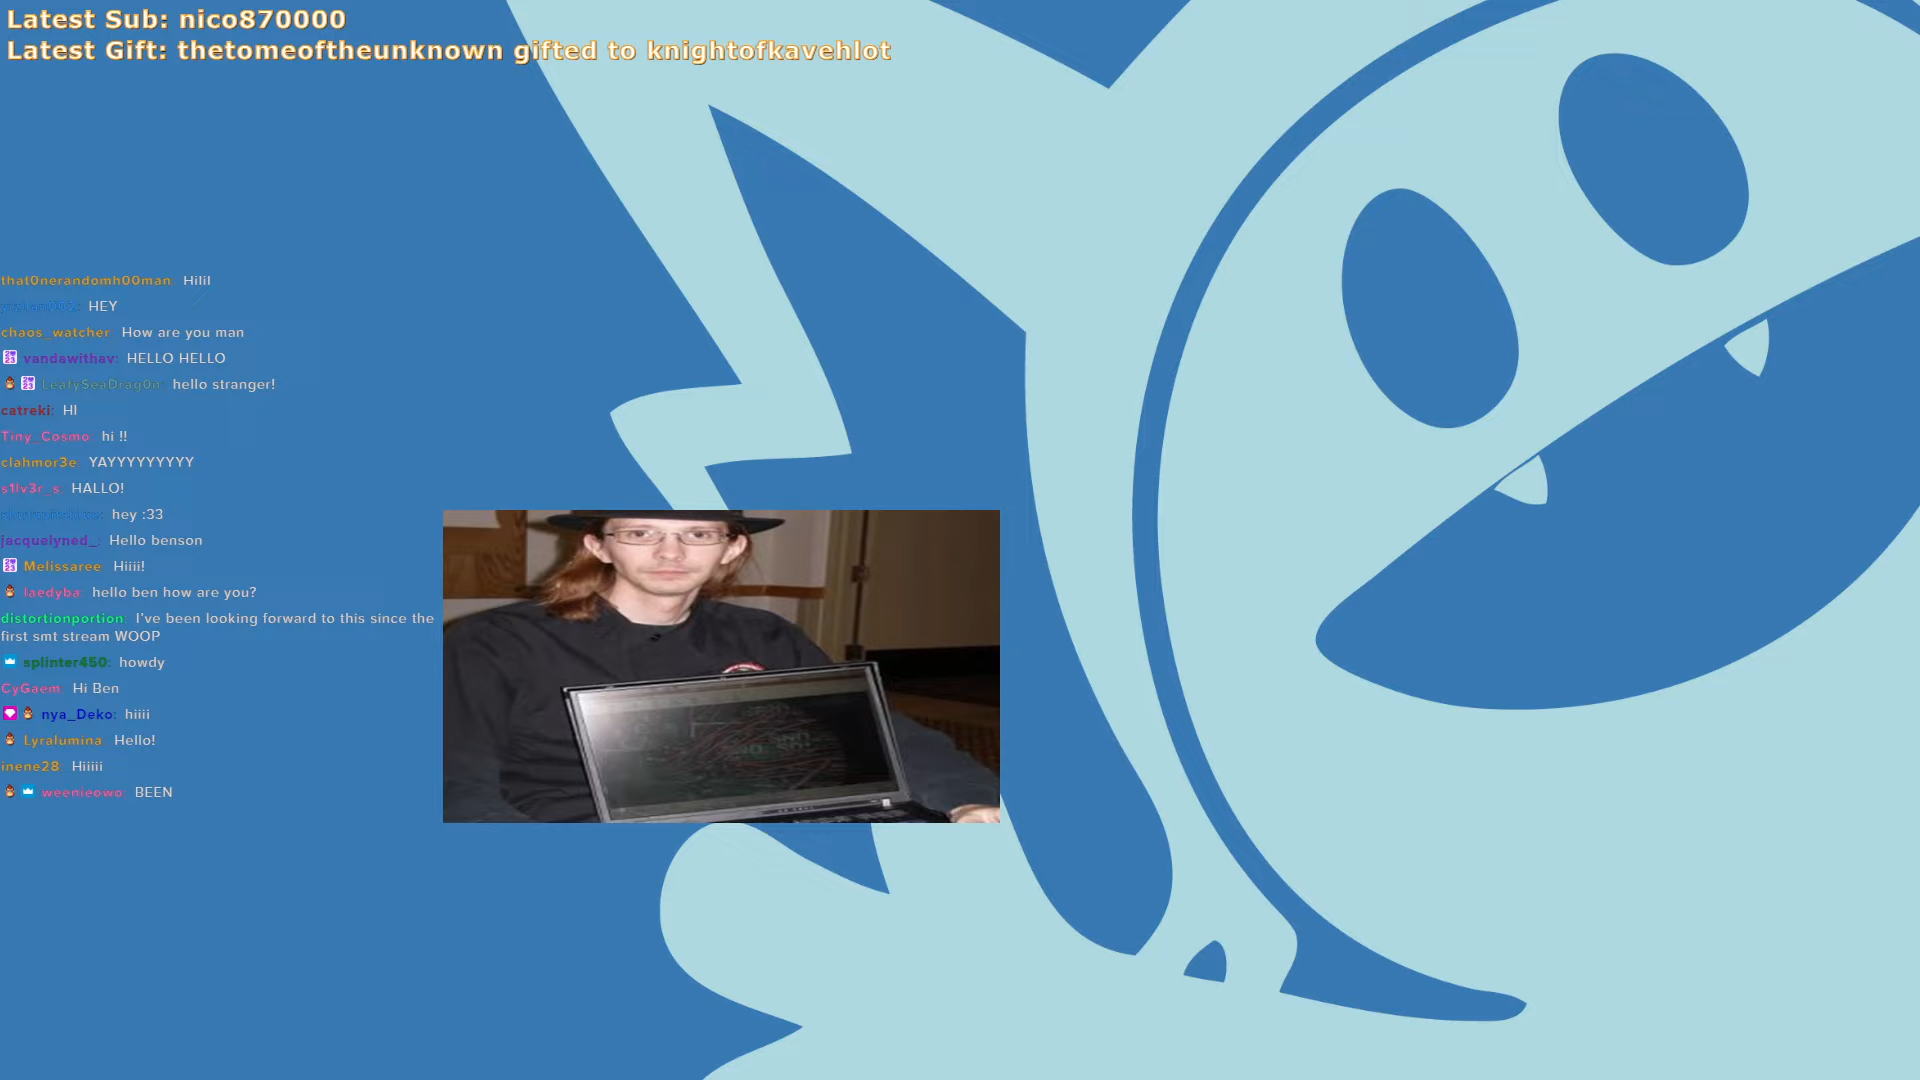 Latest Sub: nico870000
Latest Gift: thetomeoftheunknown gifted to knightofkavehlot
that0nerandomh00man: Hilil
HEY
chaos_watcher: How are you man
vandawithav: HELLO HELLO
LeafySeaDrag0n: hello stranger!
catreki: HI
Tiny_Cosmo: hi !!
clahmor3e: YAYYYYYYYYY
s1lv3r_s: HALLO!
hey :33
jacquelyned_: Hello benson
Melissaree: Hiiii!
laedyba: hello ben how are you?
distortionportion: I've been looking forward to this since the
first smt stream WOOP
splinter450: howdy
CyGaem: Hi Ben
nya_Deko: hiiii
Lyralumina: Hello!
inene28: Hiiiii
weenieowo: BEEN